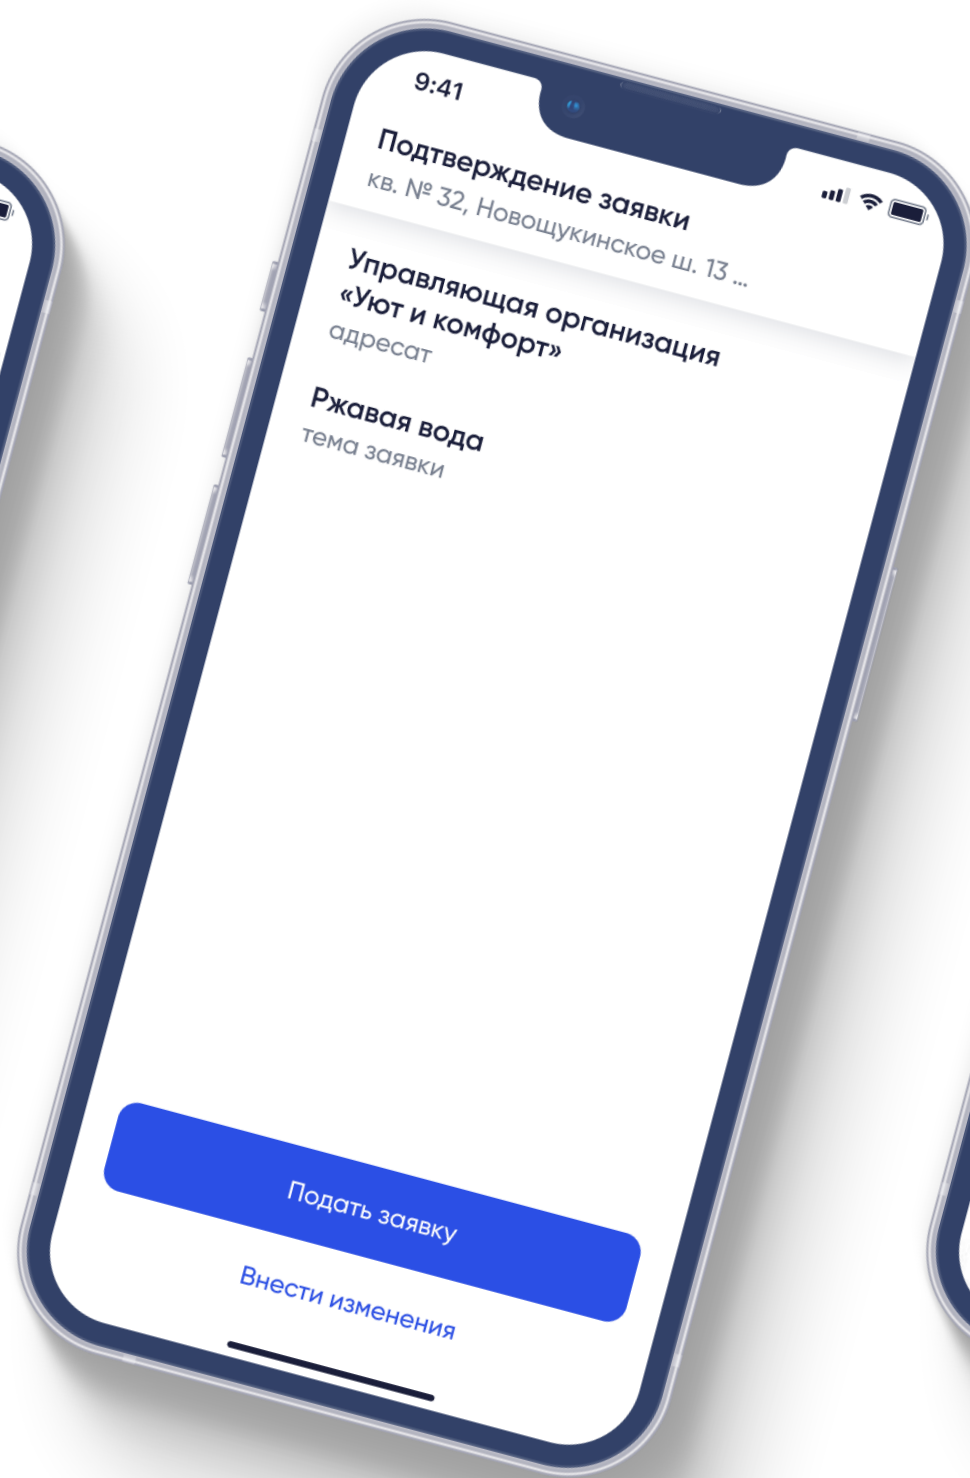 9:41
Подтверждение заявки
кв. № 32, Новощукинское ш. 13 ...
Управляющая организация
«Уют и комфорт»
адресат
Ржавая вода
тема заявки
Подать заявку
Внести изменения